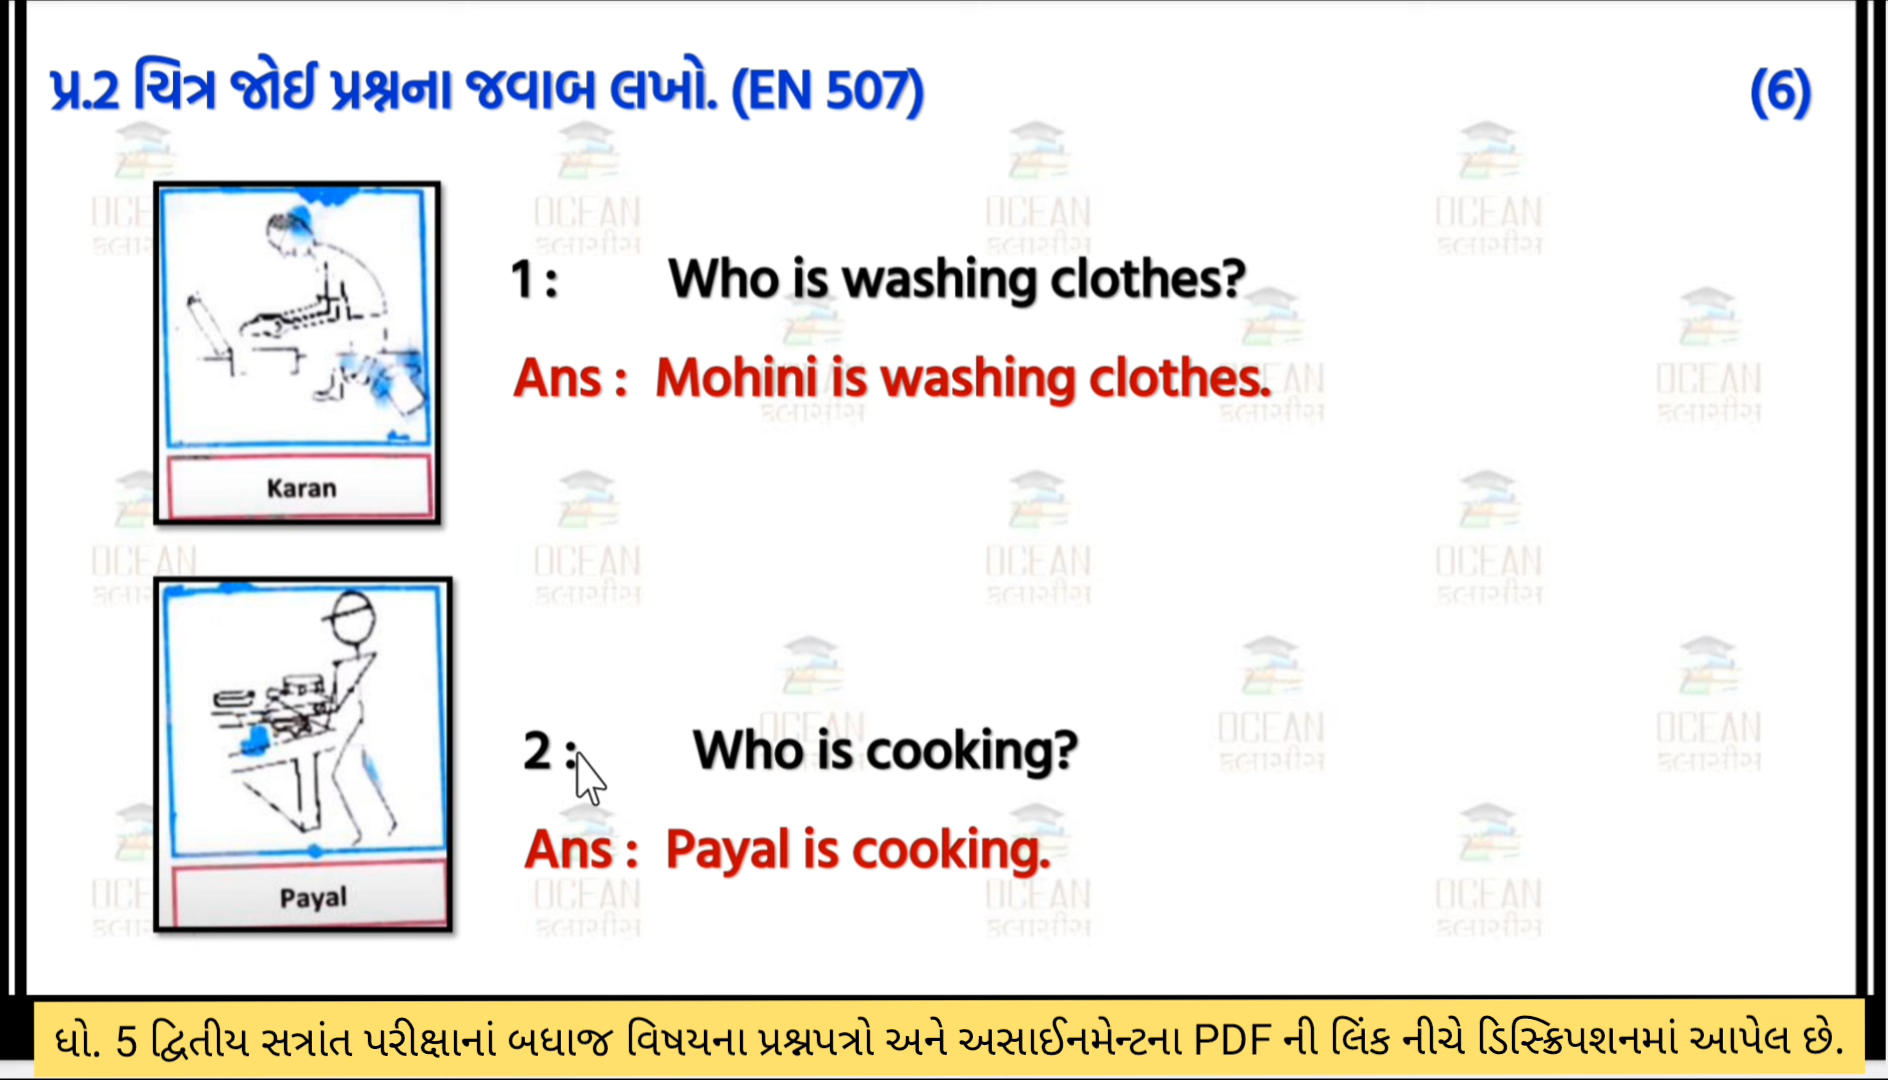 પ્ર.2 ચિત્ર જોઈ પ્રશ્નના જવાબ લખો. (EN 507) (6)
1 : Who is washing clothes?
Ans : Mohini is washing clothes.
Karan
2 : Who is cooking?
Ans : Payal is cooking.
Payal
OCEAN
ક્લાસીસ
ધો. 5 દ્વિતીય સત્રાંત પરીક્ષાનાં બધાજ વિષયના પ્રશ્નપત્રો અને અસાઈનમેન્ટના PDF ની લિંક નીચે ડિસ્ક્રિપશનમાં આપેલ છે.